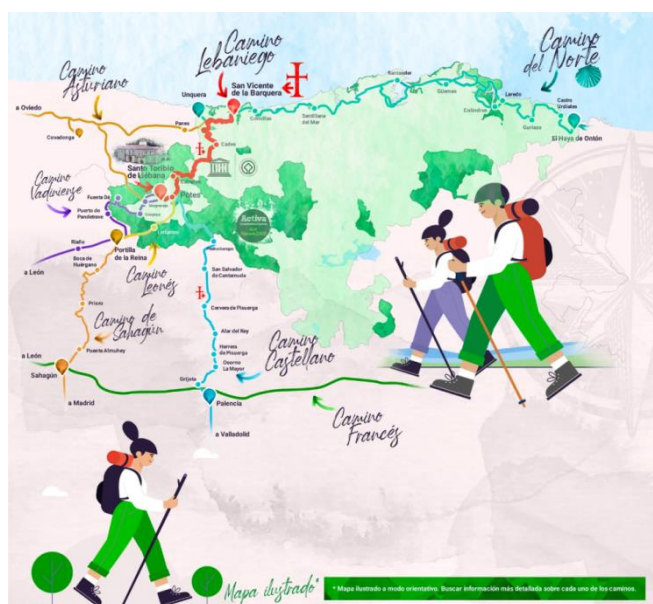 Camino
Lebaniego
Camino
del Norte
Camino
Asturiano
Unquera
San Vicente
de la Barquera
Santander
Laredo
Castro
Urdiales
a Oviedo
Comillas
Santillana
del Mar
Güemes
Colindres
Guriezo
El Haya de Ontón
Covadonga
Panes
Cades
Santo Toribio
de Liébana
Potes
Camino
Vadiniense
Fuente Dé
Puerto de
Pandetrave
Activa
Riaño
Portilla
de la Reina
a León
Boca de
Huérgano
Camino
Leonés
San Salvador
de Cantamuda
Prioro
Cervera de Pisuerga
Camino de
Sahagún
Alar del Rey
Camino
Castellano
Puente Almuhey
Herrera
de Pisuerga
Osorno
La Mayor
a León
Sahagún
Grijota
a Madrid
Palencia
Camino
Francés
a Valladolid
Mapa ilustrado*
* Mapa ilustrado a modo orientativo. Buscar información más detallada sobre cada uno de los caminos.